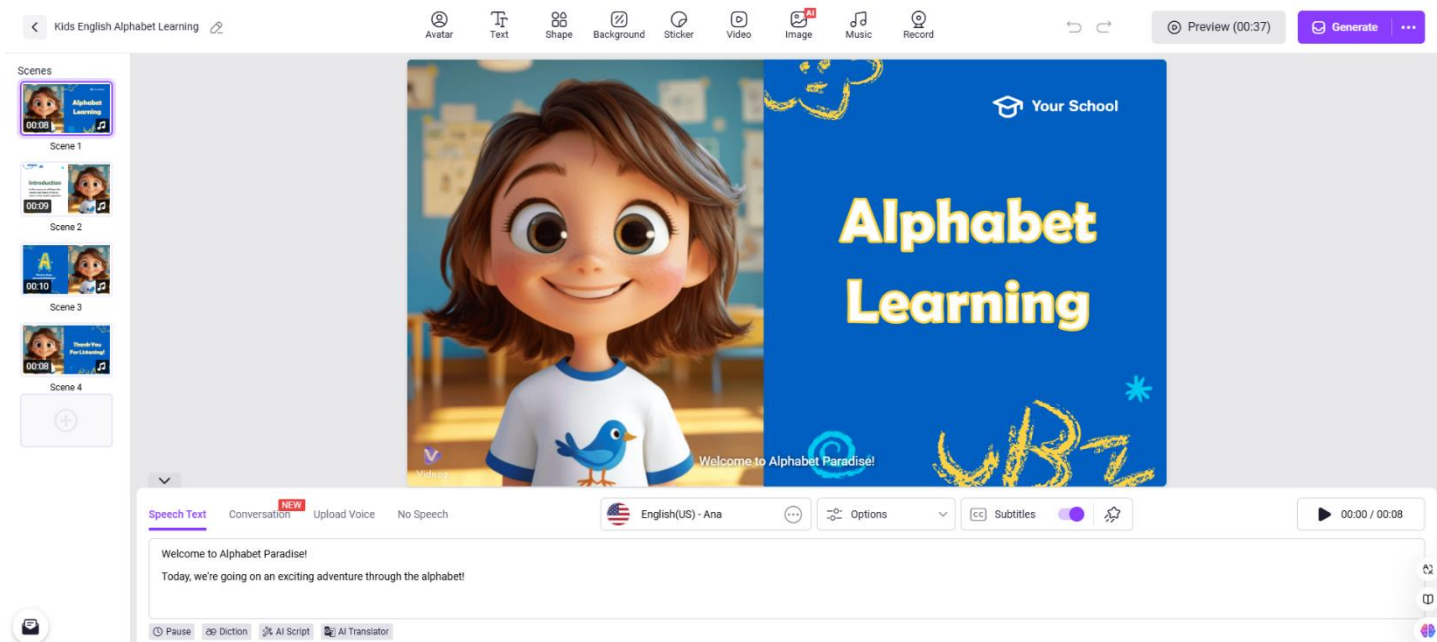 Kids English Alphabet Learning
Avatar
Text
Shape
Background
Sticker
Video
AI
Image
Music
Record
Preview (00:37)
Generate
Scenes
Alphabet
Learning
00:08
Scene 1
Introduction
00:09
Scene 2
A
00:10
Scene 3
Thank You
For Listening!
00:08
Scene 4
Your School
Alphabet
Learning
Welcome to Alphabet Paradise!
Speech Text
Conversation
NEW
Upload Voice
No Speech
English(US) - Ana
Options
CC
Subtitles
00:00 / 00:08
Welcome to Alphabet Paradise!
Today, we're going on an exciting adventure through the alphabet!
Pause
Diction
AI Script
AI Translator